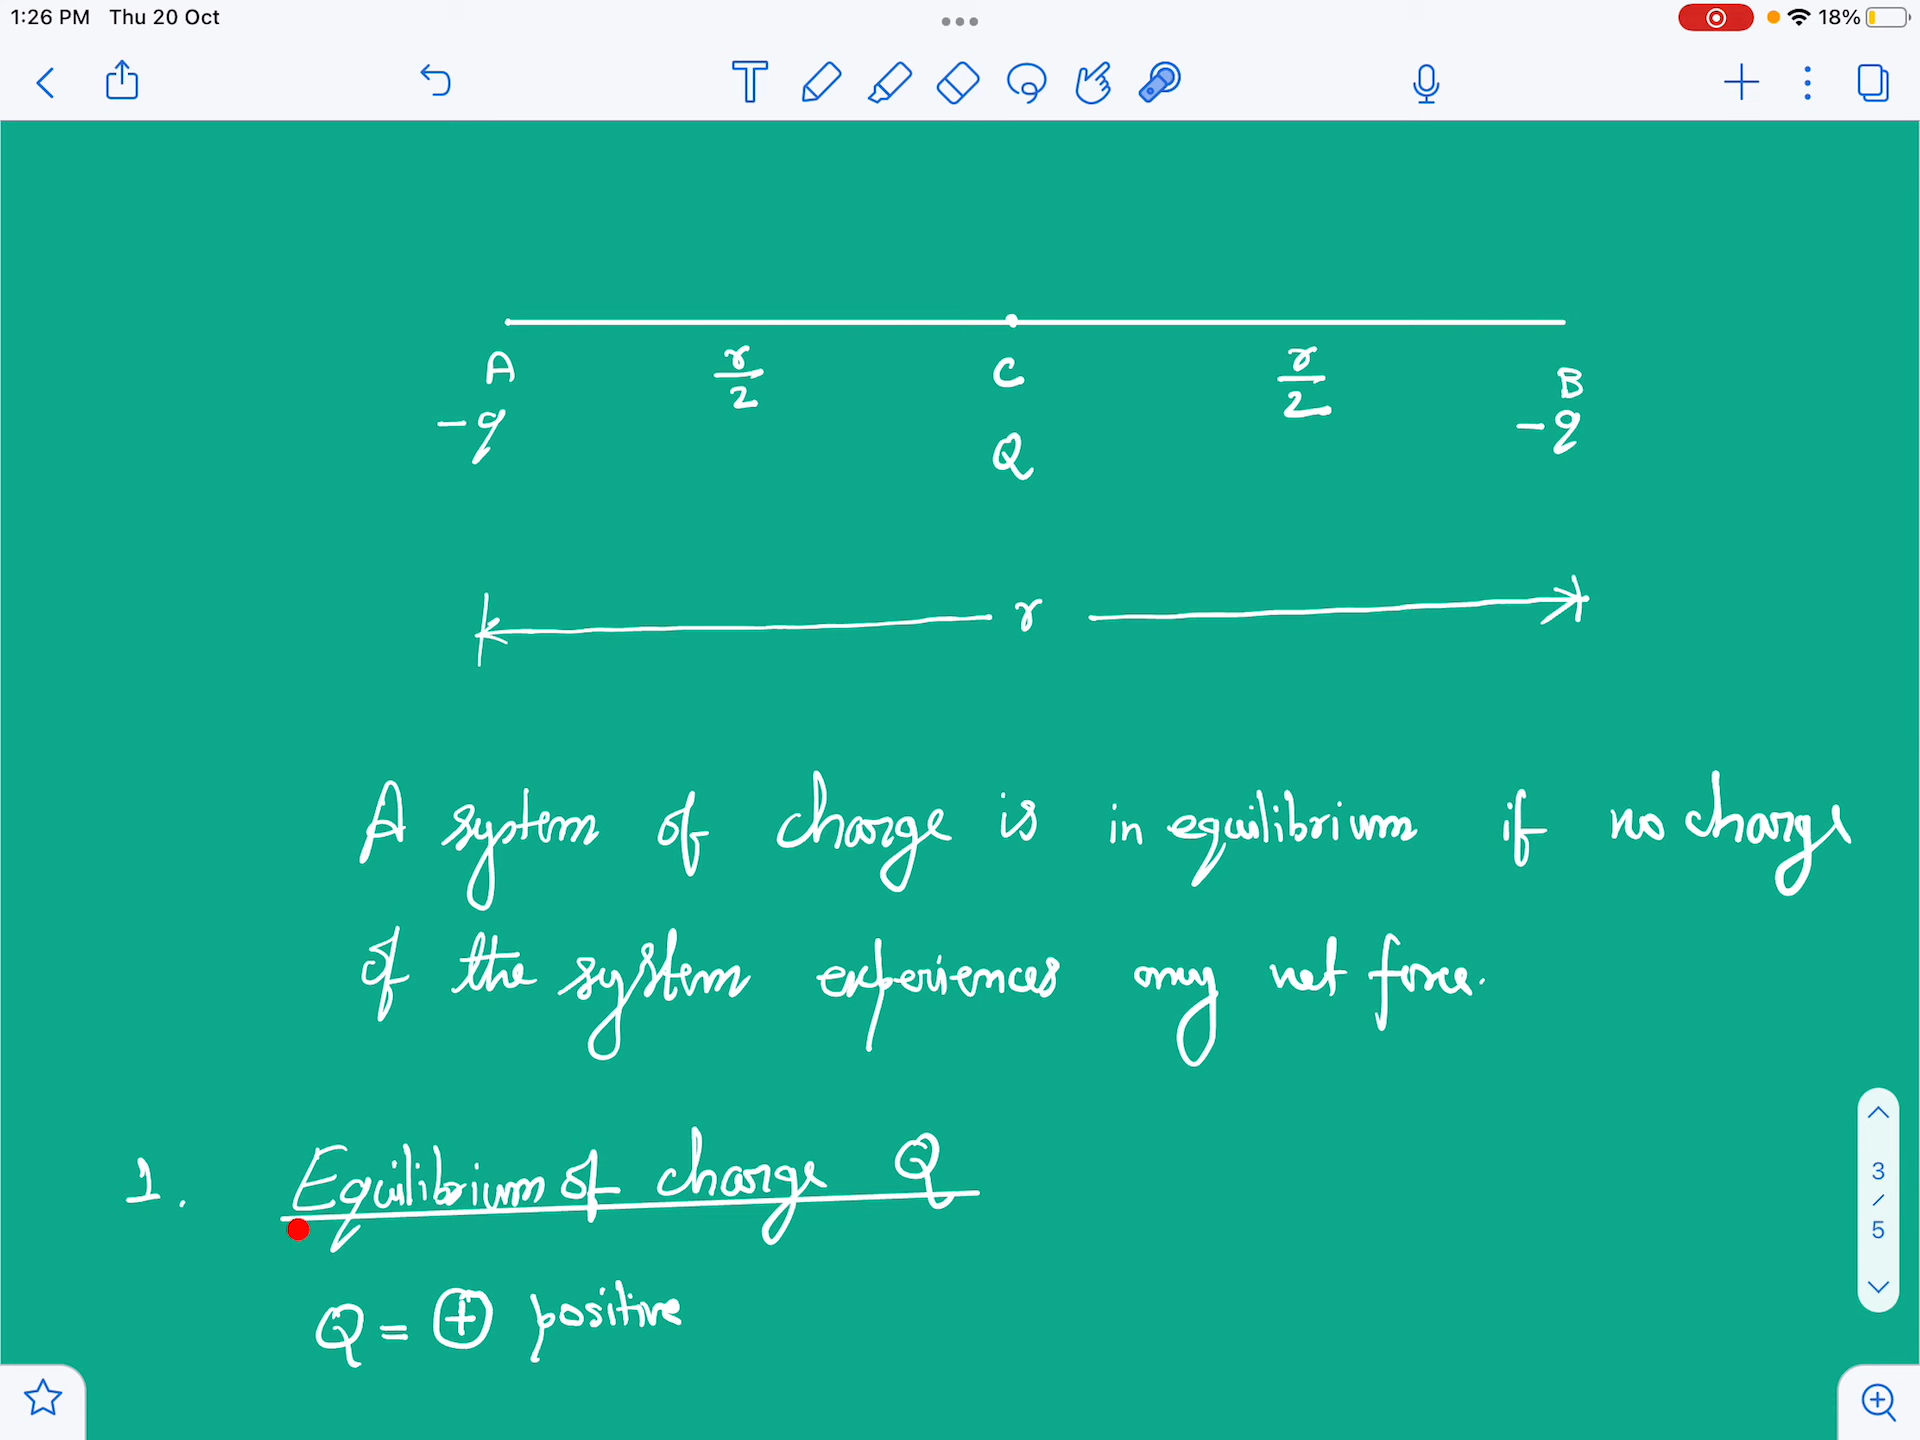 1:26 PM Thu 20 Oct
18%
A r/2 C r/2 B
-q Q -q
r
A system of charge is in equilibrium if no charge
of the system experiences any net force.
1. Equilibrium of charge Q
Q = ⊕ positive
3
/
5